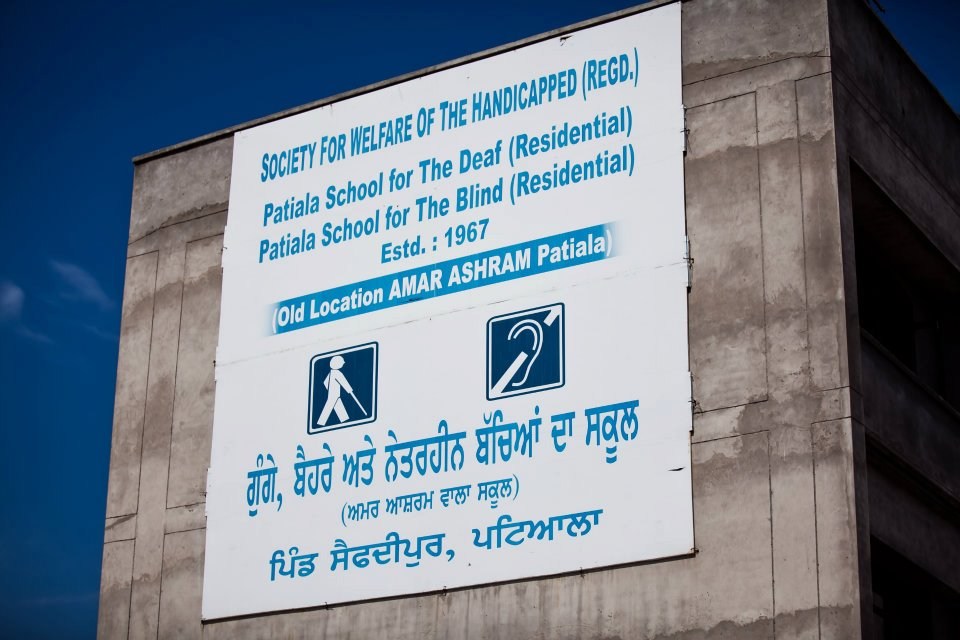 SOCIETY FOR WELFARE OF THE HANDICAPPED (REGD.)
Patiala School for The Deaf (Residential)
Patiala School for The Blind (Residential)
Estd. : 1967
(Old Location AMAR ASHRAM Patiala)
ਗੁੰਗੇ, ਬੈਹਰੇ ਅਤੇ ਨੇਤਰਹੀਨ ਬੱਚਿਆਂ ਦਾ ਸਕੂਲ
(ਅਮਰ ਆਸ਼ਰਮ ਵਾਲਾ ਸਕੂਲ)
ਪਿੰਡ ਸੈਫਦੀਪੁਰ, ਪਟਿਆਲਾ